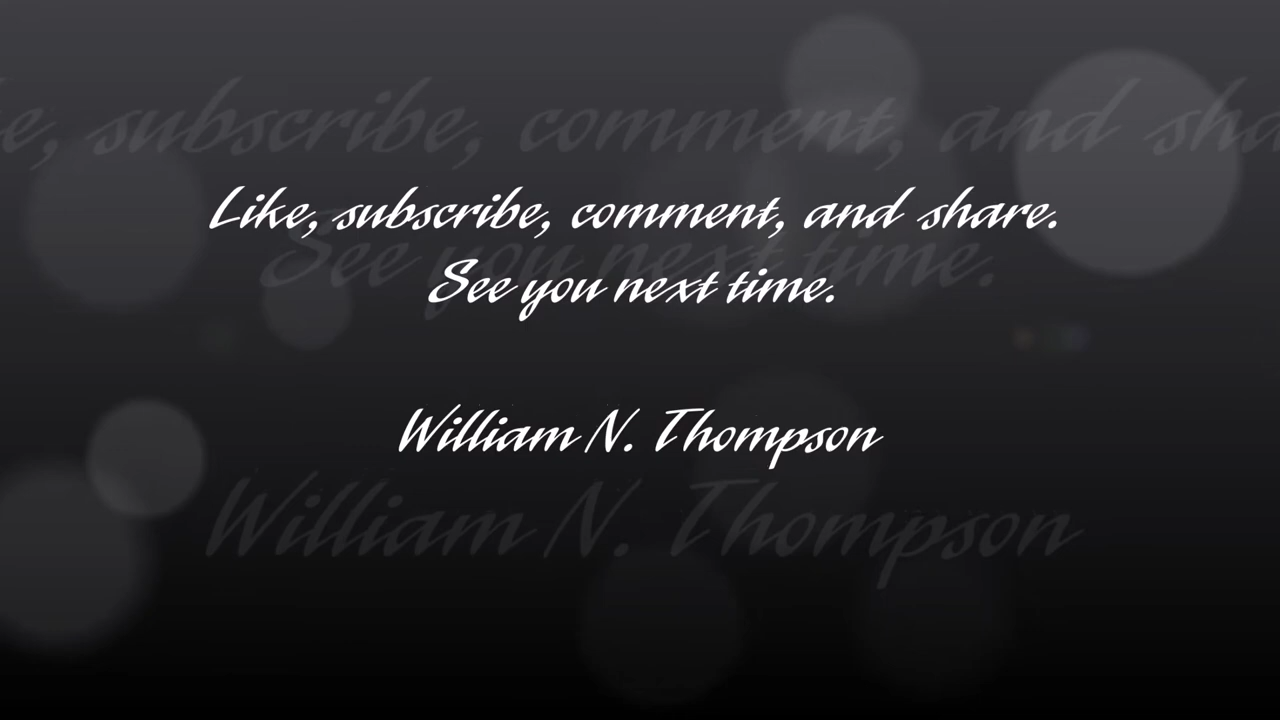 Like, subscribe, comment, and share.
See you next time.
William N. Thompson